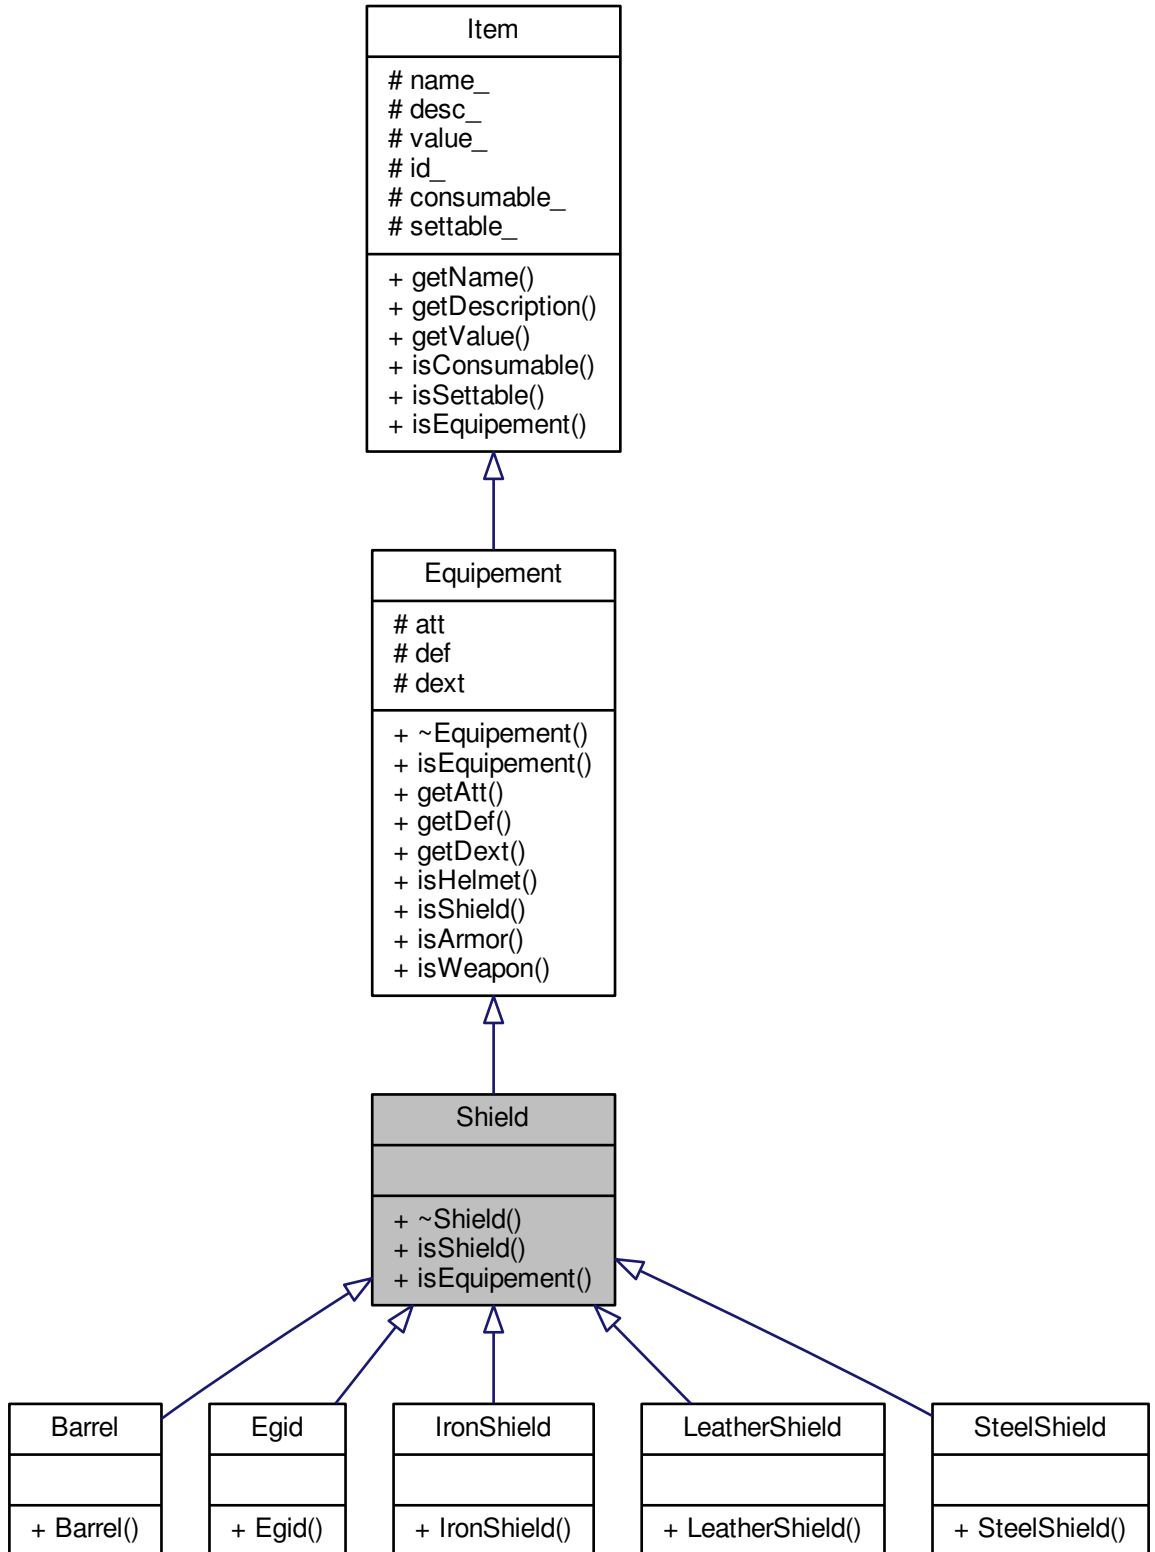 Item
# name_
# desc_
# value_
# id_
# consumable_
# settable_
+ getName()
+ getDescription()
+ getValue()
+ isConsumable()
+ isSettable()
+ isEquipement()
Equipement
# att
# def
# dext
+ ~Equipement()
+ isEquipement()
+ getAtt()
+ getDef()
+ getDext()
+ isHelmet()
+ isShield()
+ isArmor()
+ isWeapon()
Shield
+ ~Shield()
+ isShield()
+ isEquipement()
Barrel
+ Barrel()
Egid
+ Egid()
IronShield
+ IronShield()
LeatherShield
+ LeatherShield()
SteelShield
+ SteelShield()